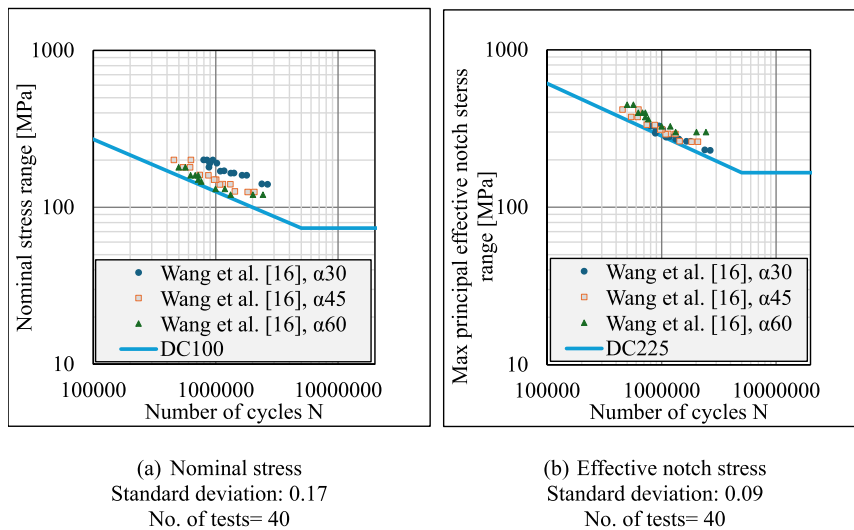 1000
100
10
Nominal stress range [MPa]
Wang et al. [16], α30
Wang et al. [16], α45
Wang et al. [16], α60
DC100
100000 1000000 10000000
Number of cycles N
(a) Nominal stress
Standard deviation: 0.17
No. of tests= 40
1000
100
10
Max principal effective notch sterss
range [MPa]
Wang et al. [16], α30
Wang et al. [16], α45
Wang et al. [16], α60
DC225
100000 1000000 10000000
Number of cycles N
(b) Effective notch stress
Standard deviation: 0.09
No. of tests= 40